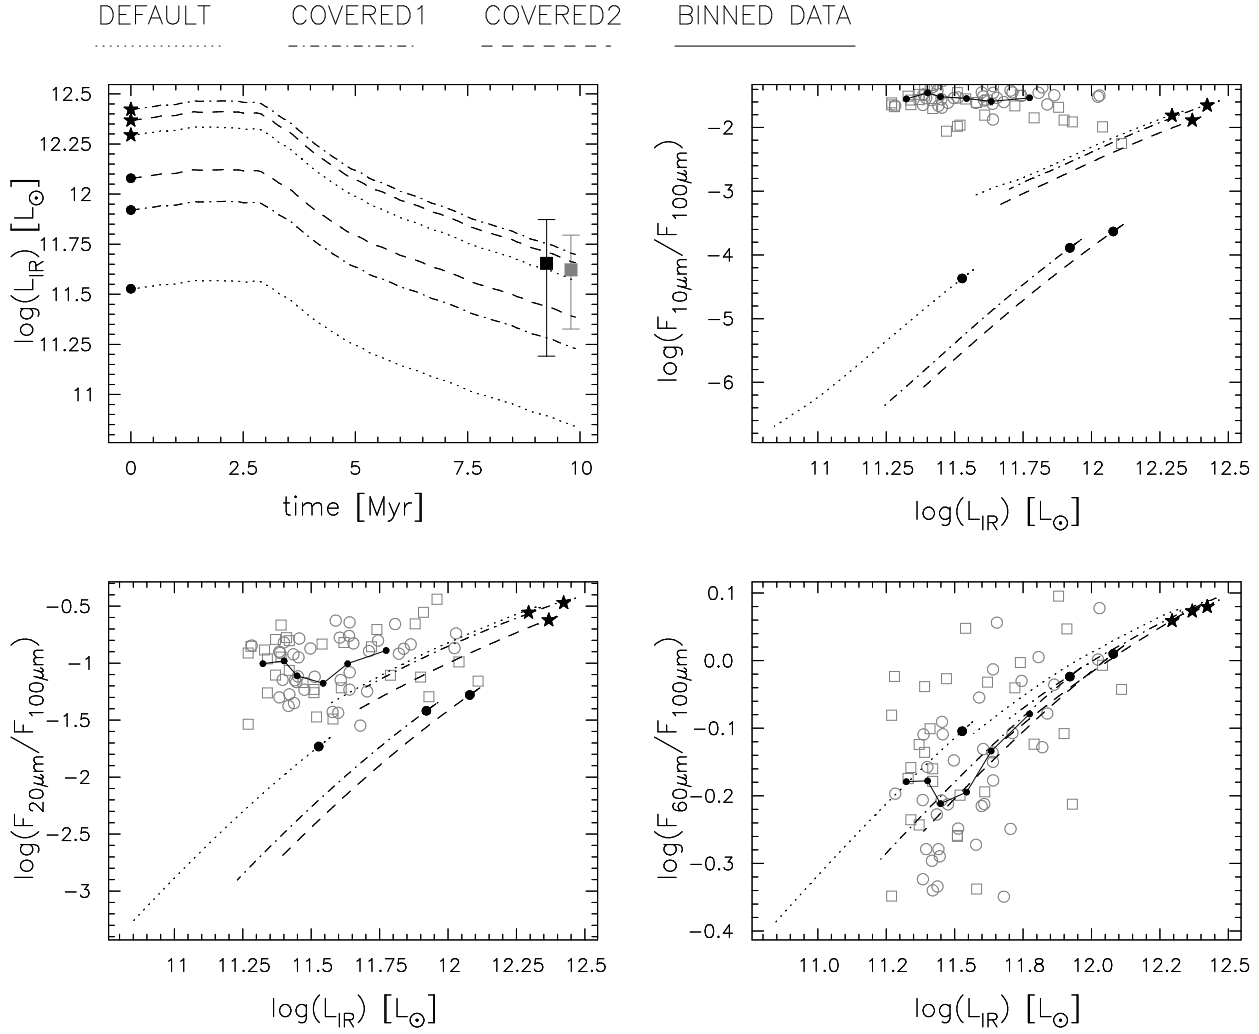 DEFAULT COVERED1 COVERED2 BINNED DATA
12.5
12.25
12
11.75
11.5
11.25
11
log(L_IR) [L_⊙]
0 2.5 5 7.5 10
time [Myr]
−2
−3
−4
−5
−6
log(F_10μm/F_100μm)
11 11.25 11.5 11.75 12 12.25 12.5
log(L_IR) [L_⊙]
−0.5
−1
−1.5
−2
−2.5
−3
log(F_20μm/F_100μm)
11 11.25 11.5 11.75 12 12.25 12.5
log(L_IR) [L_⊙]
0.1
0.0
−0.1
−0.2
−0.3
−0.4
log(F_60μm/F_100μm)
11.0 11.2 11.5 11.8 12.0 12.2 12.5
log(L_IR) [L_⊙]